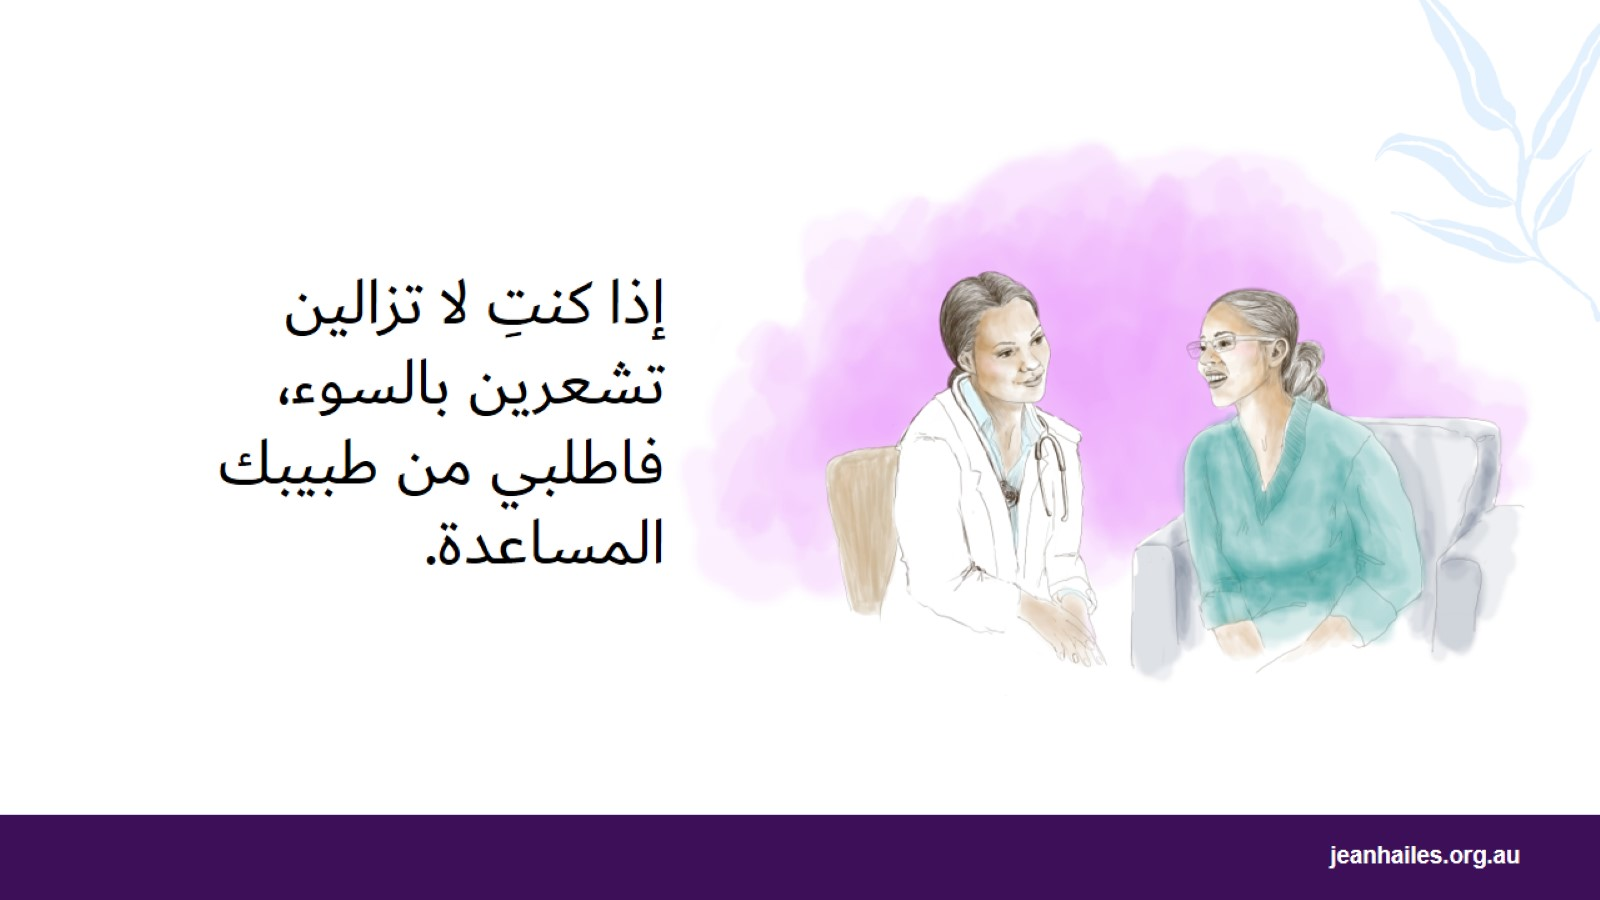 إذا كنتِ لا تزالين
تشعرين بالسوء،
فاطلبي من طبيبك
المساعدة.
jeanhailes.org.au